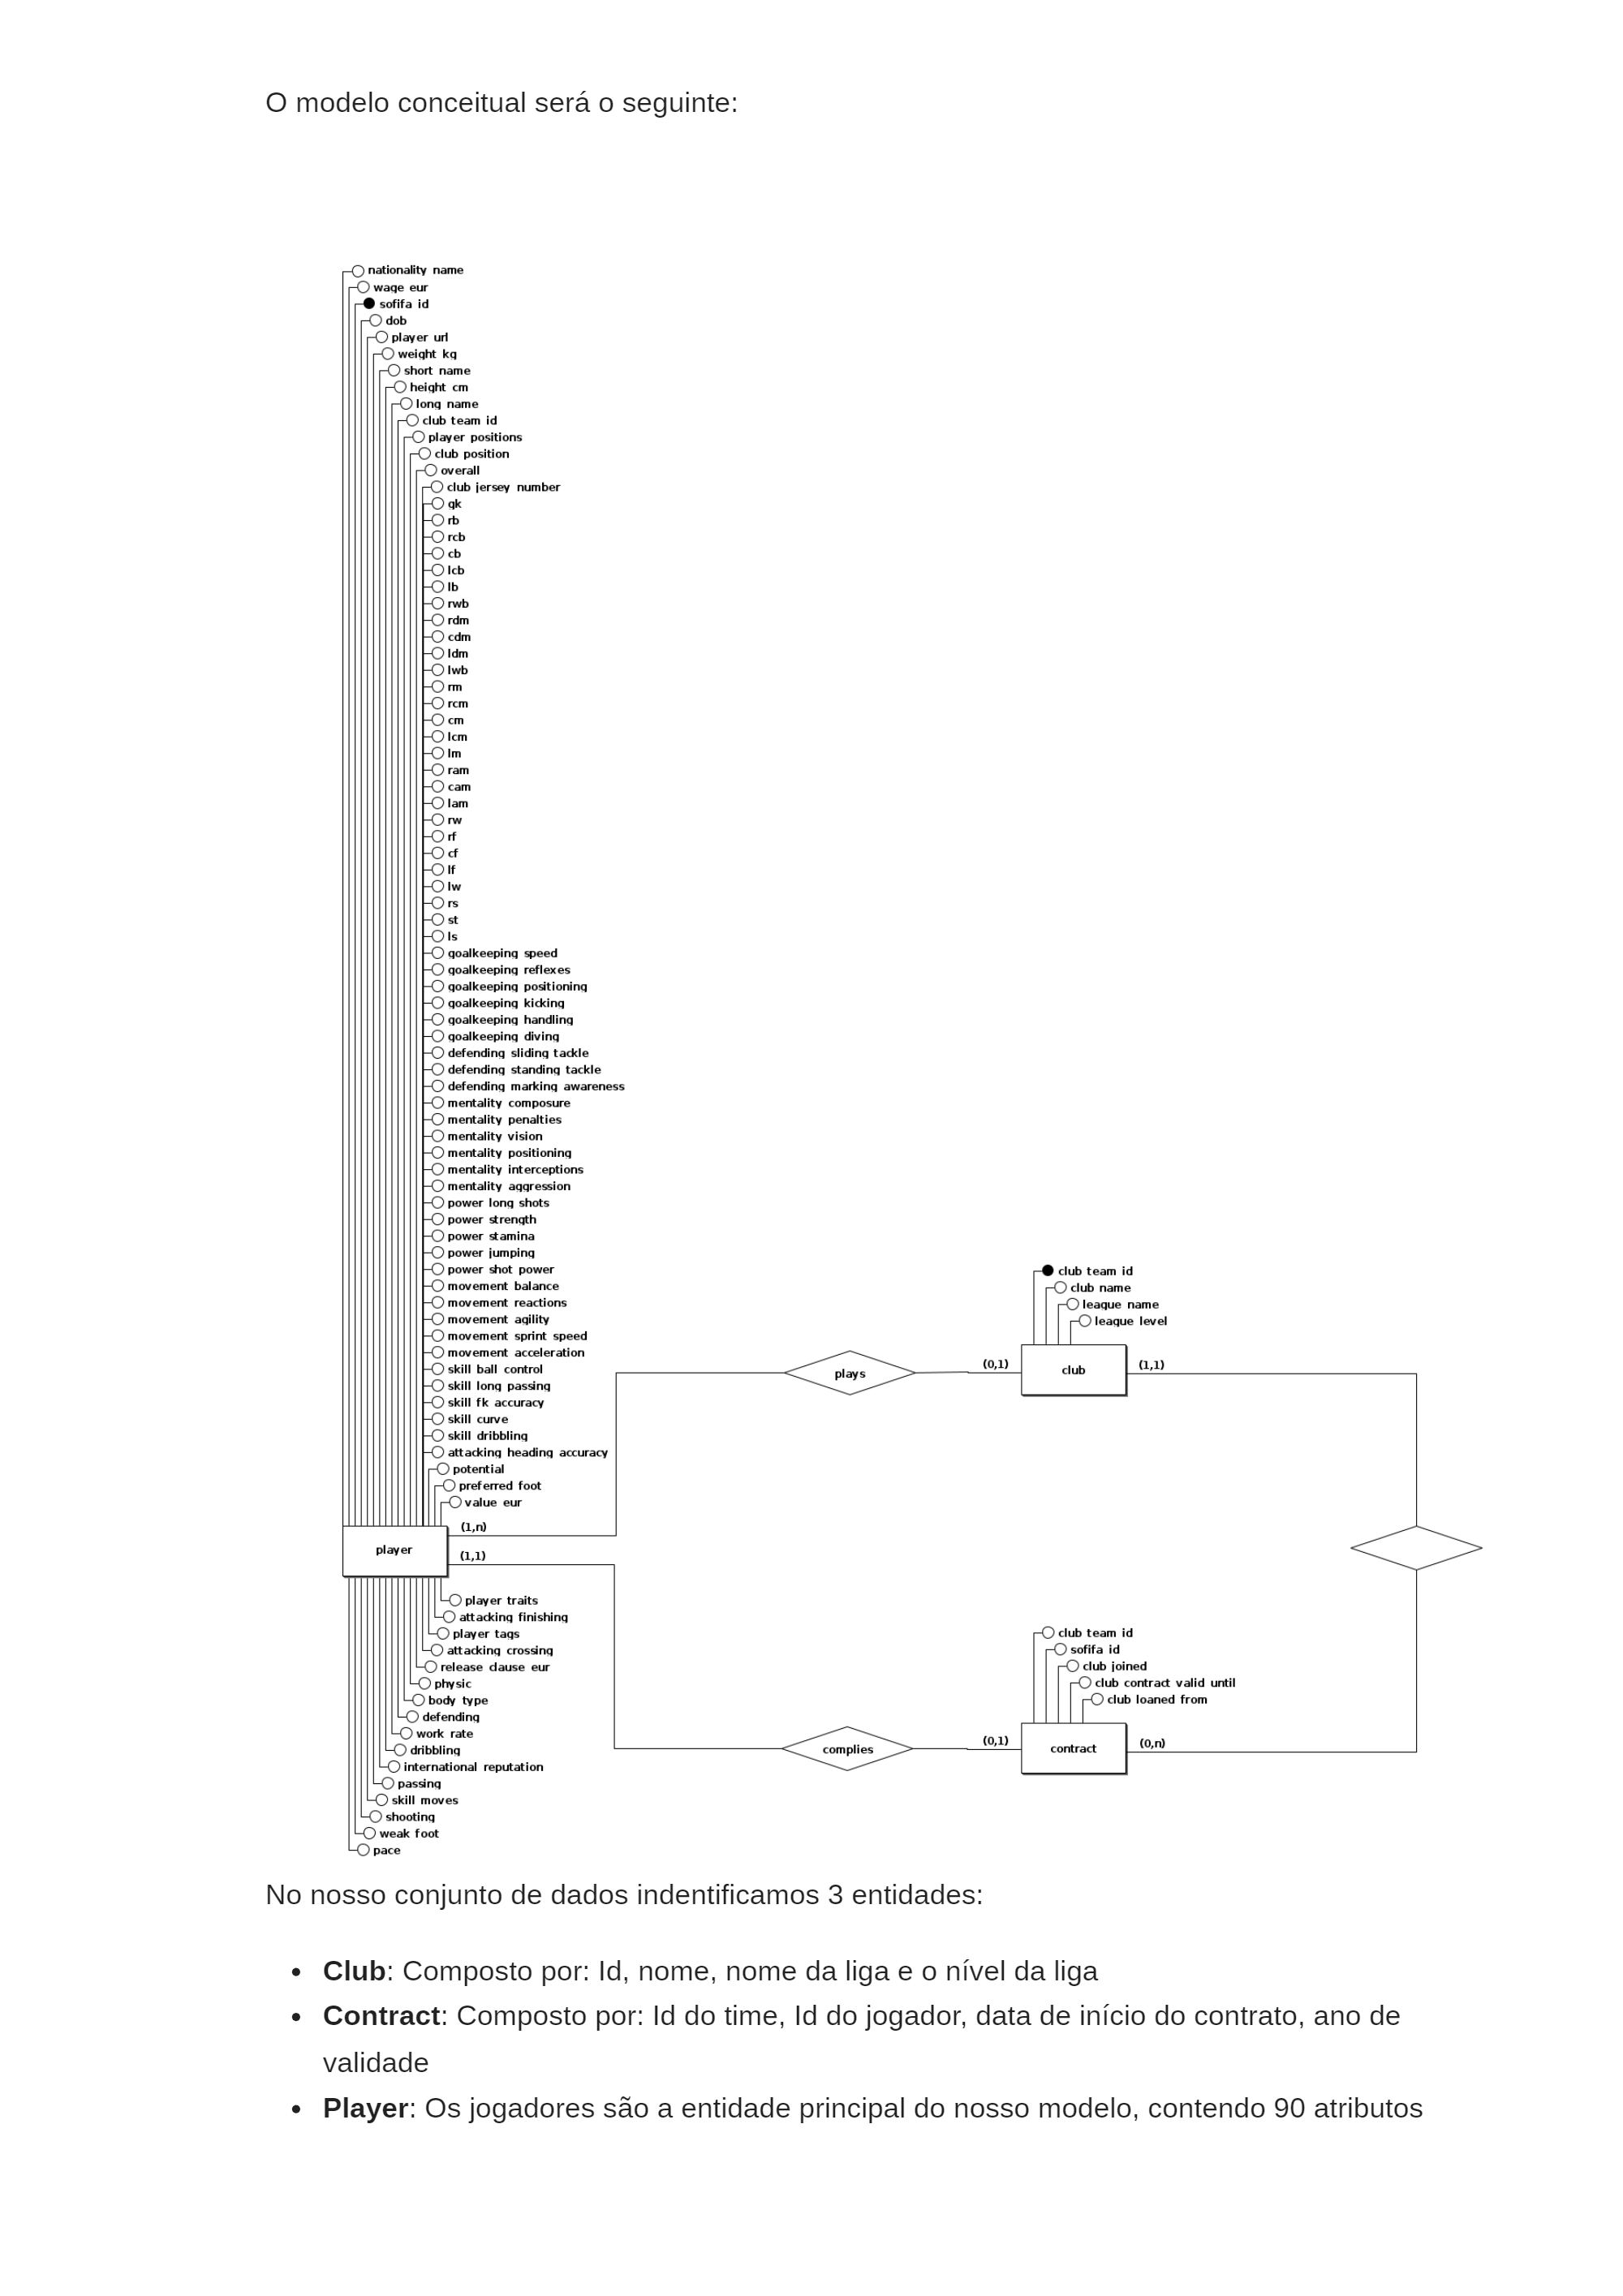 O modelo conceitual será o seguinte:
nationality name
wage eur
sofifa id
dob
player url
weight kg
short name
height cm
long name
club team id
player positions
club position
overall
club jersey number
gk
rb
rcb
cb
lcb
lb
rwb
rdm
cdm
ldm
lwb
rm
rcm
cm
lcm
lm
ram
cam
lam
rw
rf
cf
lf
lw
rs
st
ls
goalkeeping speed
goalkeeping reflexes
goalkeeping positioning
goalkeeping kicking
goalkeeping handling
goalkeeping diving
defending sliding tackle
defending standing tackle
defending marking awareness
mentality composure
mentality penalties
mentality vision
mentality positioning
mentality interceptions
mentality aggression
power long shots
power strength
power stamina
power jumping
power shot power
movement balance
movement reactions
movement agility
movement sprint speed
movement acceleration
skill ball control
skill long passing
skill fk accuracy
skill curve
skill dribbling
attacking heading accuracy
potential
preferred foot
value eur
(1,n)
player
(1,1)
player traits
attacking finishing
player tags
attacking crossing
release clause eur
physic
body type
defending
work rate
dribbling
international reputation
passing
skill moves
shooting
weak foot
pace
plays
(0,1)
club team id
club name
league name
league level
club
(1,1)
complies
(0,1)
club team id
sofifa id
club joined
club contract valid until
club loaned from
contract
(0,n)
No nosso conjunto de dados indentificamos 3 entidades:
• Club: Composto por: Id, nome, nome da liga e o nível da liga
• Contract: Composto por: Id do time, Id do jogador, data de início do contrato, ano de
validade
• Player: Os jogadores são a entidade principal do nosso modelo, contendo 90 atributos